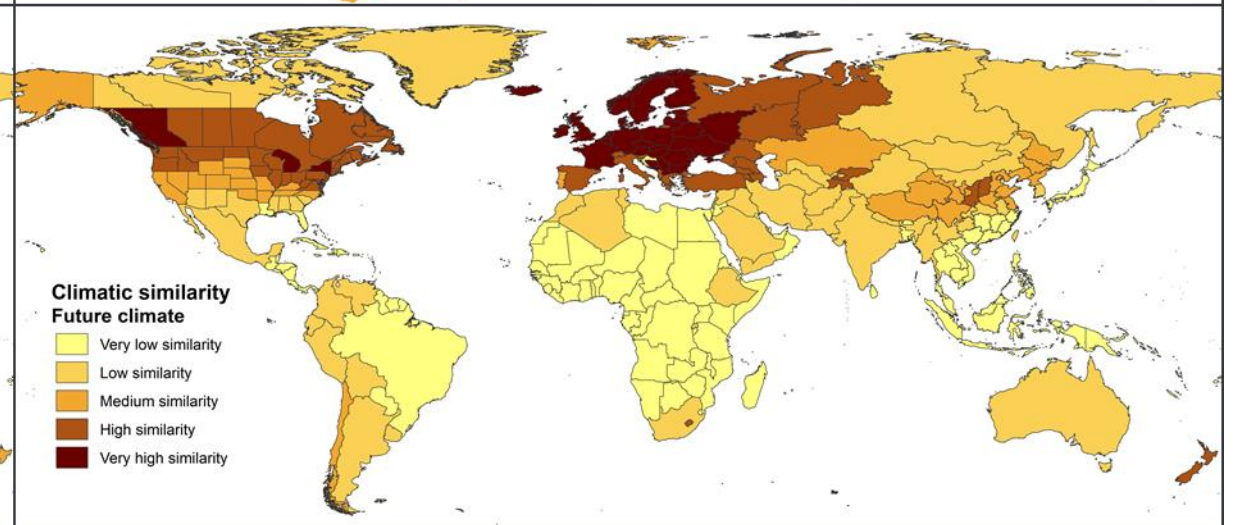 Climatic similarity
Future climate
Very low similarity
Low similarity
Medium similarity
High similarity
Very high similarity